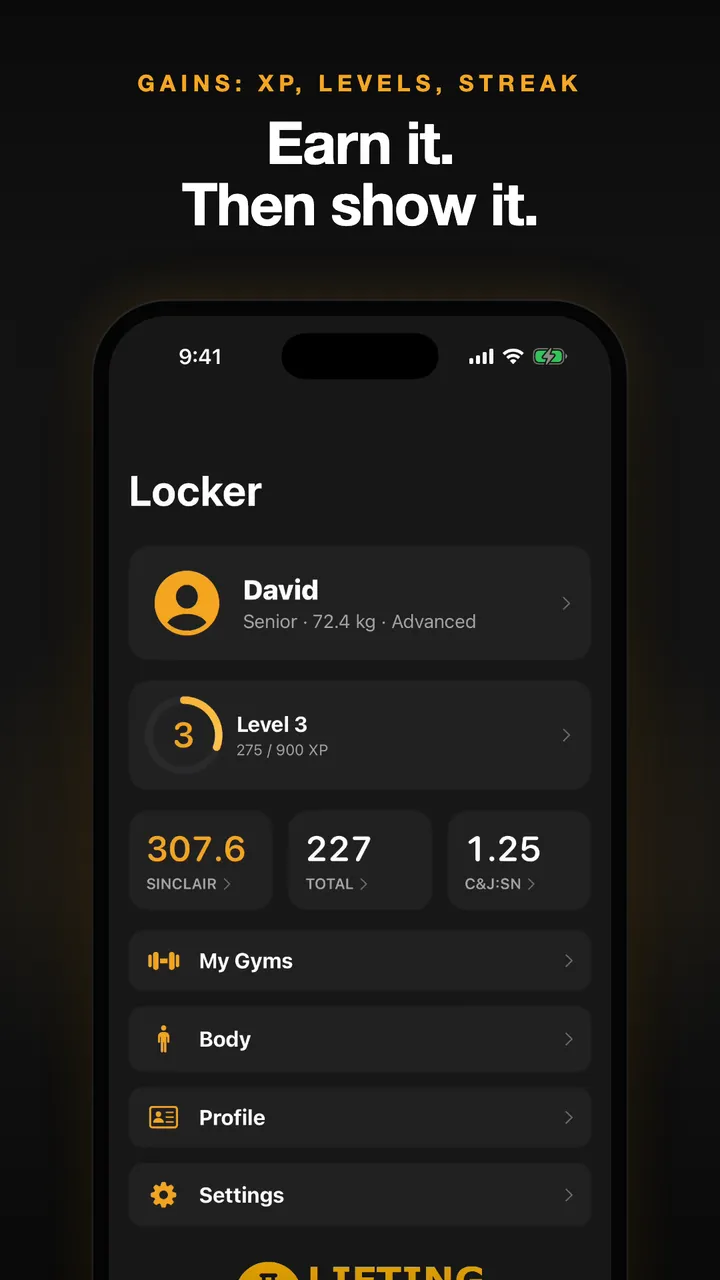 GAINS: XP, LEVELS, STREAK
Earn it.
Then show it.
9:41
Locker
David
Senior · 72.4 kg · Advanced
3
Level 3
275 / 900 XP
307.6
SINCLAIR
227
TOTAL
1.25
C&J:SN
My Gyms
Body
Profile
Settings
LIFTING